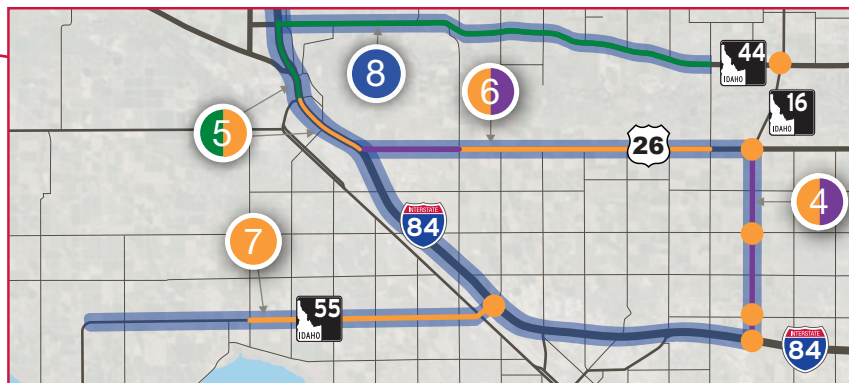 8
44
IDAHO
6
16
IDAHO
5
26
4
INTERSTATE
84
7
55
IDAHO
INTERSTATE
84